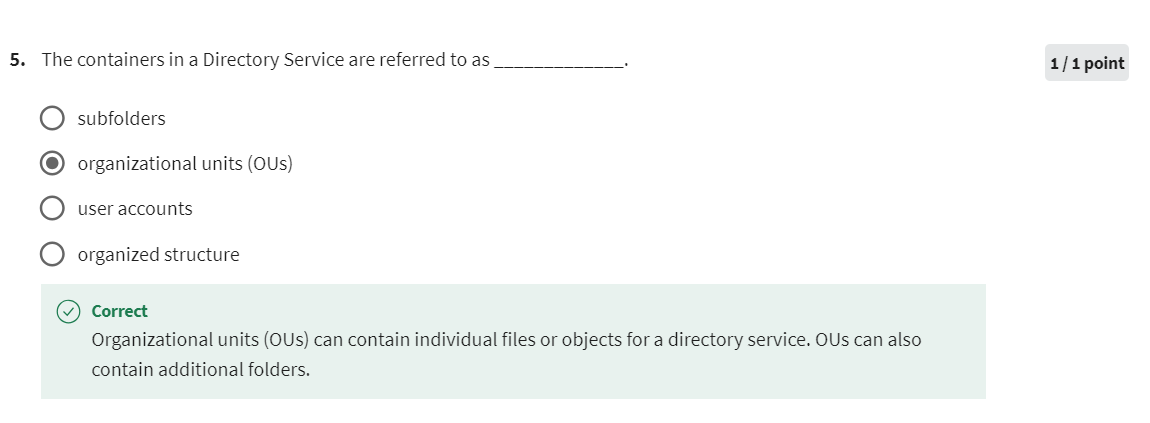 5. The containers in a Directory Service are referred to as _____________.
1 / 1 point
subfolders
organizational units (OUs)
user accounts
organized structure
Correct
Organizational units (OUs) can contain individual files or objects for a directory service. OUs can also
contain additional folders.